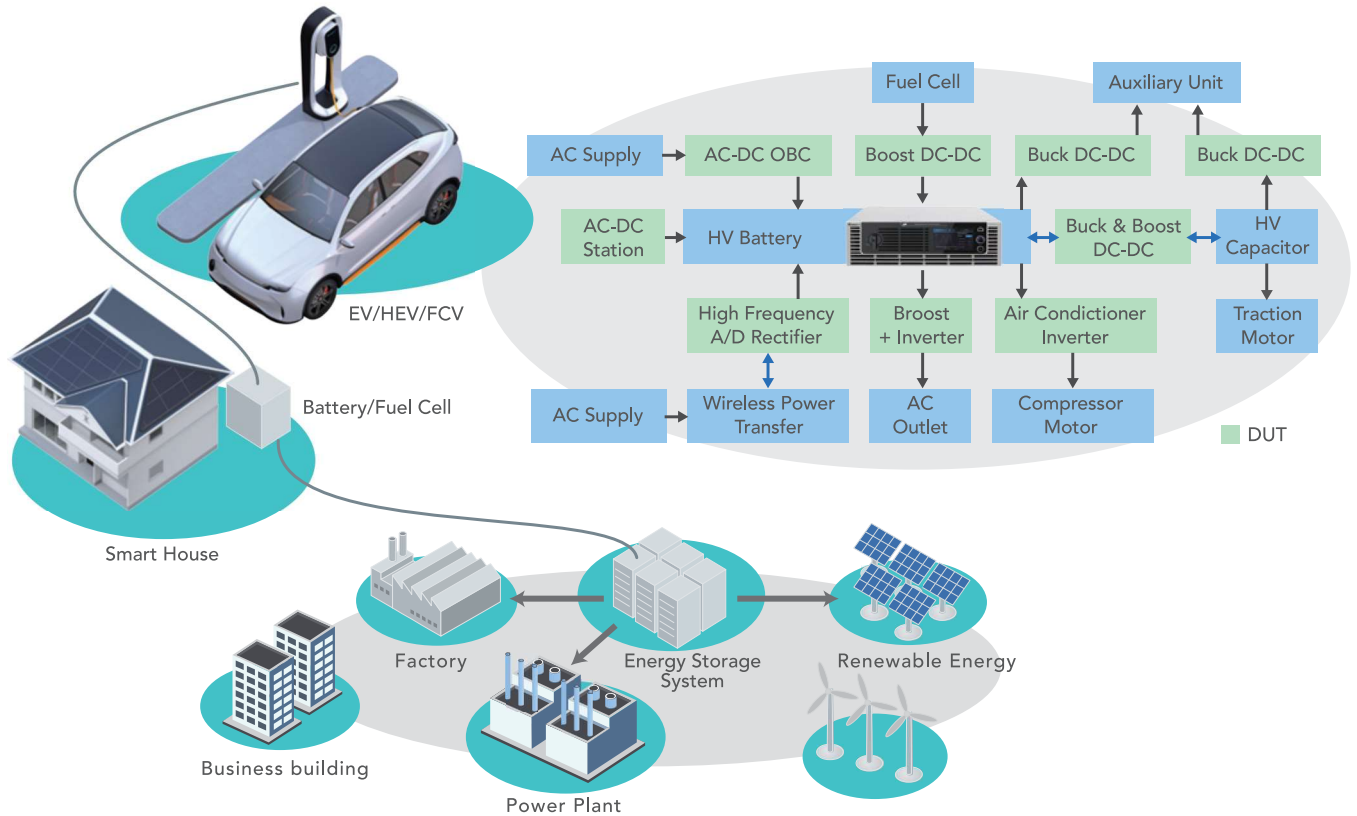 Fuel Cell
Auxiliary Unit
AC Supply
AC-DC OBC
Boost DC-DC
Buck DC-DC
Buck DC-DC
AC-DC
Station
HV Battery
Buck & Boost
DC-DC
HV
Capacitor
High Frequency
A/D Rectifier
Broost
+ Inverter
Air Condictioner
Inverter
Traction
Motor
AC Supply
Wireless Power
Transfer
AC
Outlet
Compressor
Motor
DUT
EV/HEV/FCV
Battery/Fuel Cell
Smart House
Factory
Energy Storage
System
Renewable Energy
Business building
Power Plant